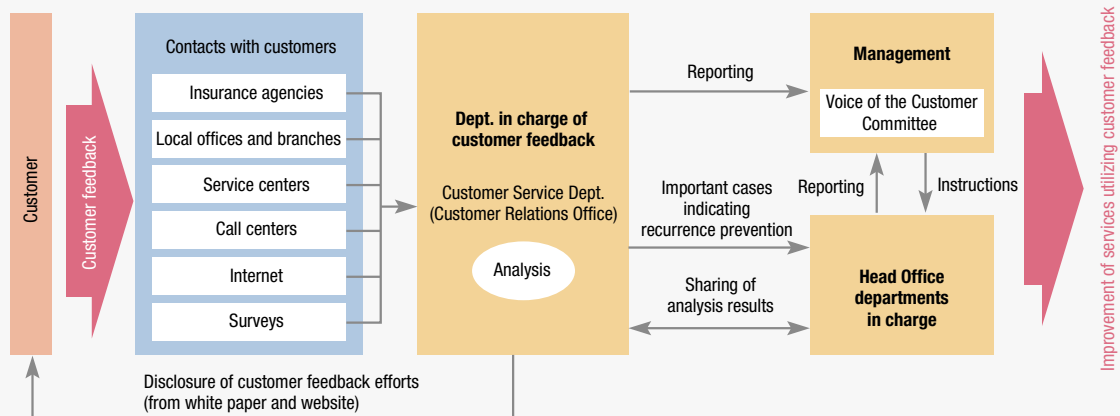 Customer
Customer feedback
Contacts with customers
Insurance agencies
Local offices and branches
Service centers
Call centers
Internet
Surveys
Dept. in charge of
customer feedback
Customer Service Dept.
(Customer Relations Office)
Analysis
Reporting
Important cases
indicating
recurrence prevention
Sharing of
analysis results
Management
Voice of the Customer
Committee
Reporting
Instructions
Head Office
departments
in charge
Improvement of services utilizing customer feedback
Disclosure of customer feedback efforts
(from white paper and website)